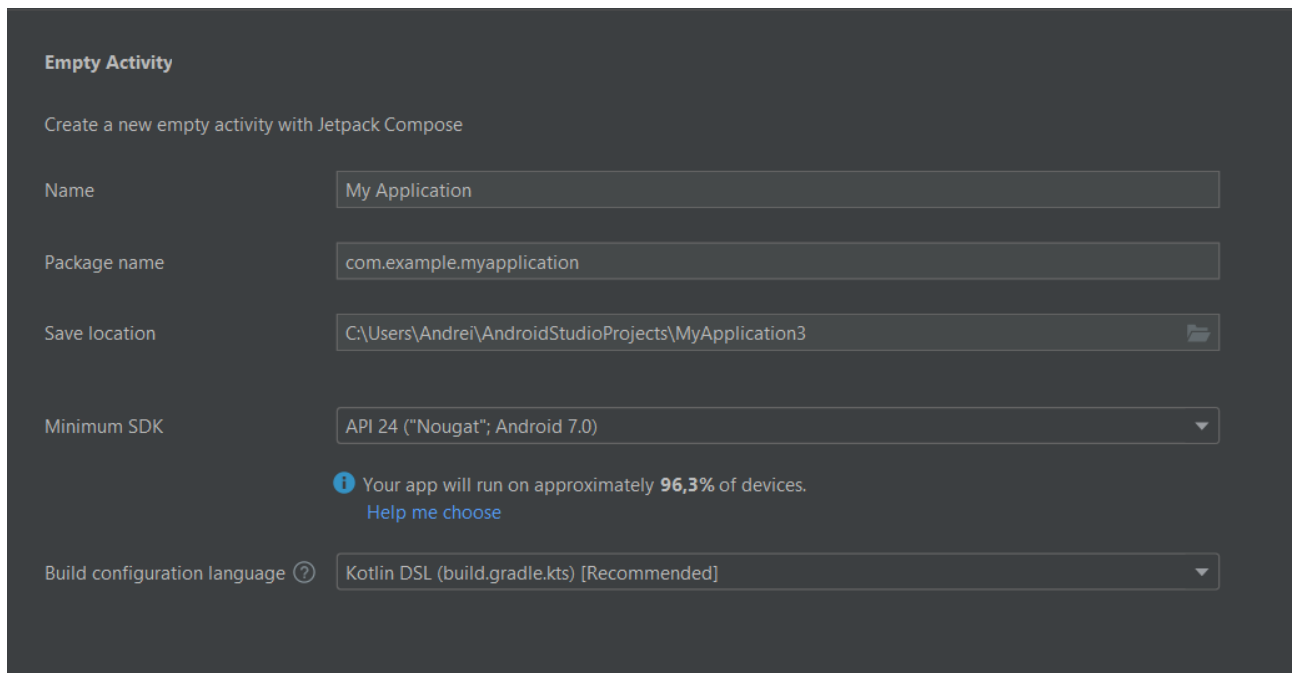 Empty Activity
Create a new empty activity with Jetpack Compose
Name My Application
Package name com.example.myapplication
Save location C:\Users\Andrei\AndroidStudioProjects\MyApplication3
Minimum SDK API 24 ("Nougat"; Android 7.0)
Your app will run on approximately 96,3% of devices.
Help me choose
Build configuration language Kotlin DSL (build.gradle.kts) [Recommended]